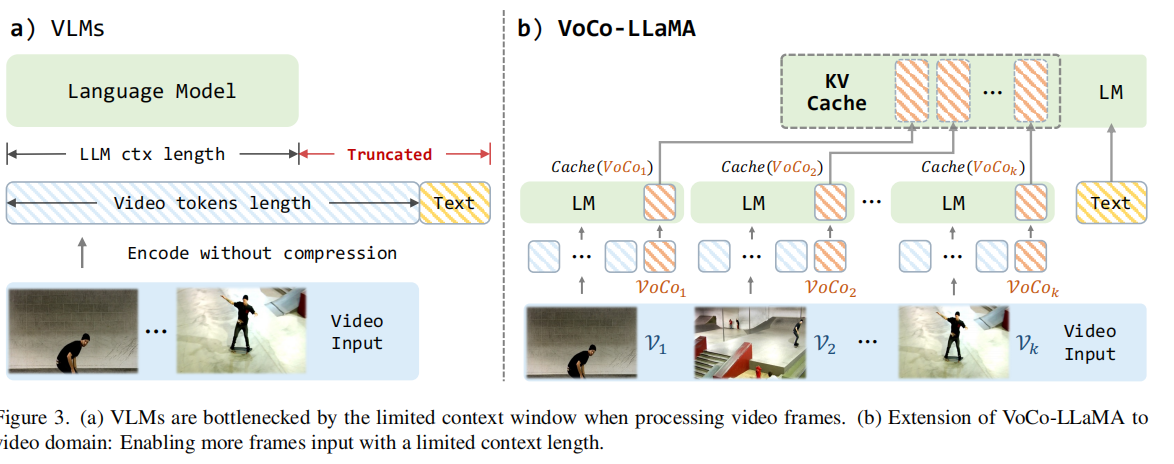 a) VLMs
Language Model
LLM ctx length
Truncated
Video tokens length
Text
Encode without compression
Video
Input
b) VoCo-LLaMA
KV
Cache
...
LM
Cache(VoCo₁)
Cache(VoCo₂)
Cache(VoCoₖ)
LM
LM
...
LM
Text
...
...
...
VoCo₁
VoCo₂
VoCoₖ
...
𝒱₁
𝒱₂
...
𝒱ₖ
Video
Input
Figure 3. (a) VLMs are bottlenecked by the limited context window when processing video frames. (b) Extension of VoCo-LLaMA to
video domain: Enabling more frames input with a limited context length.